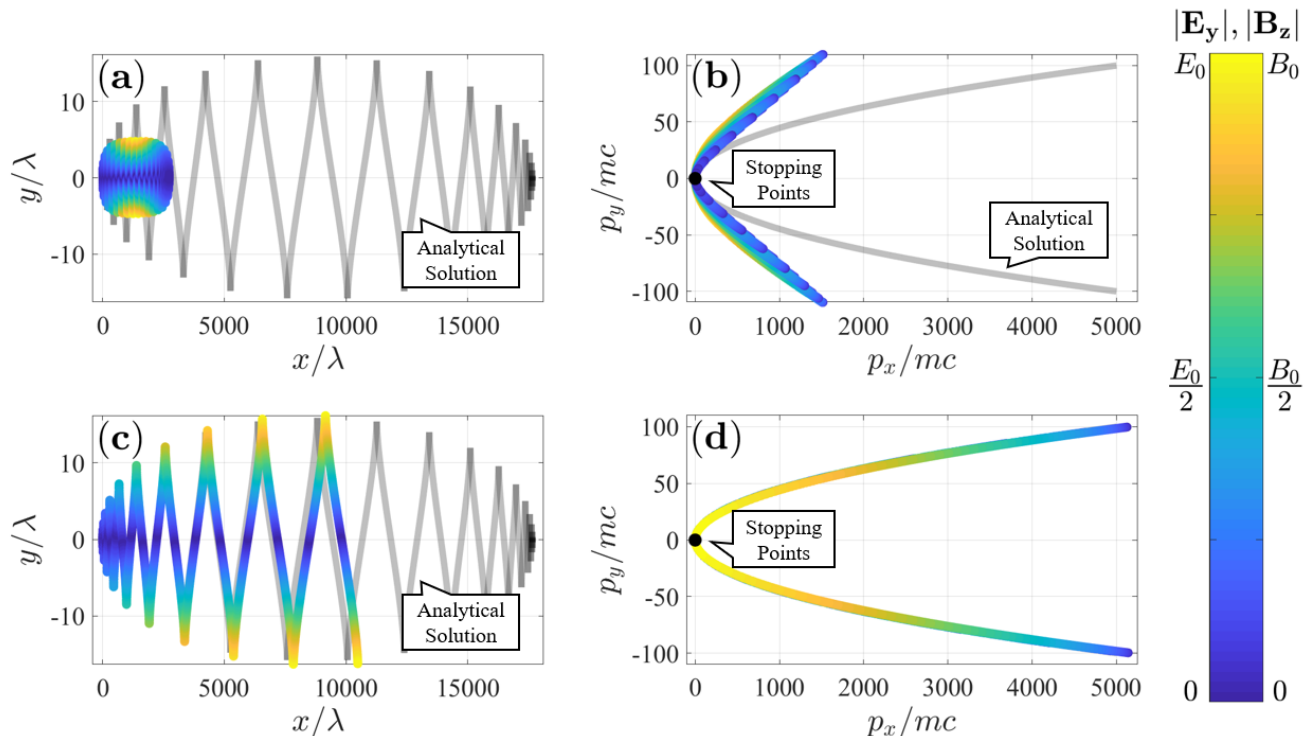 (a)
y/λ
10
0
-10
0
5000
10000
15000
x/λ
Analytical
Solution
(b)
p_y/mc
100
50
0
-50
-100
0
1000
2000
3000
4000
5000
p_x/mc
Stopping
Points
Analytical
Solution
|E_y|, |B_z|
E_0
B_0
E_0/2
B_0/2
0
0
(c)
y/λ
10
0
-10
0
5000
10000
15000
x/λ
Analytical
Solution
(d)
p_y/mc
100
50
0
-50
-100
0
1000
2000
3000
4000
5000
p_x/mc
Stopping
Points